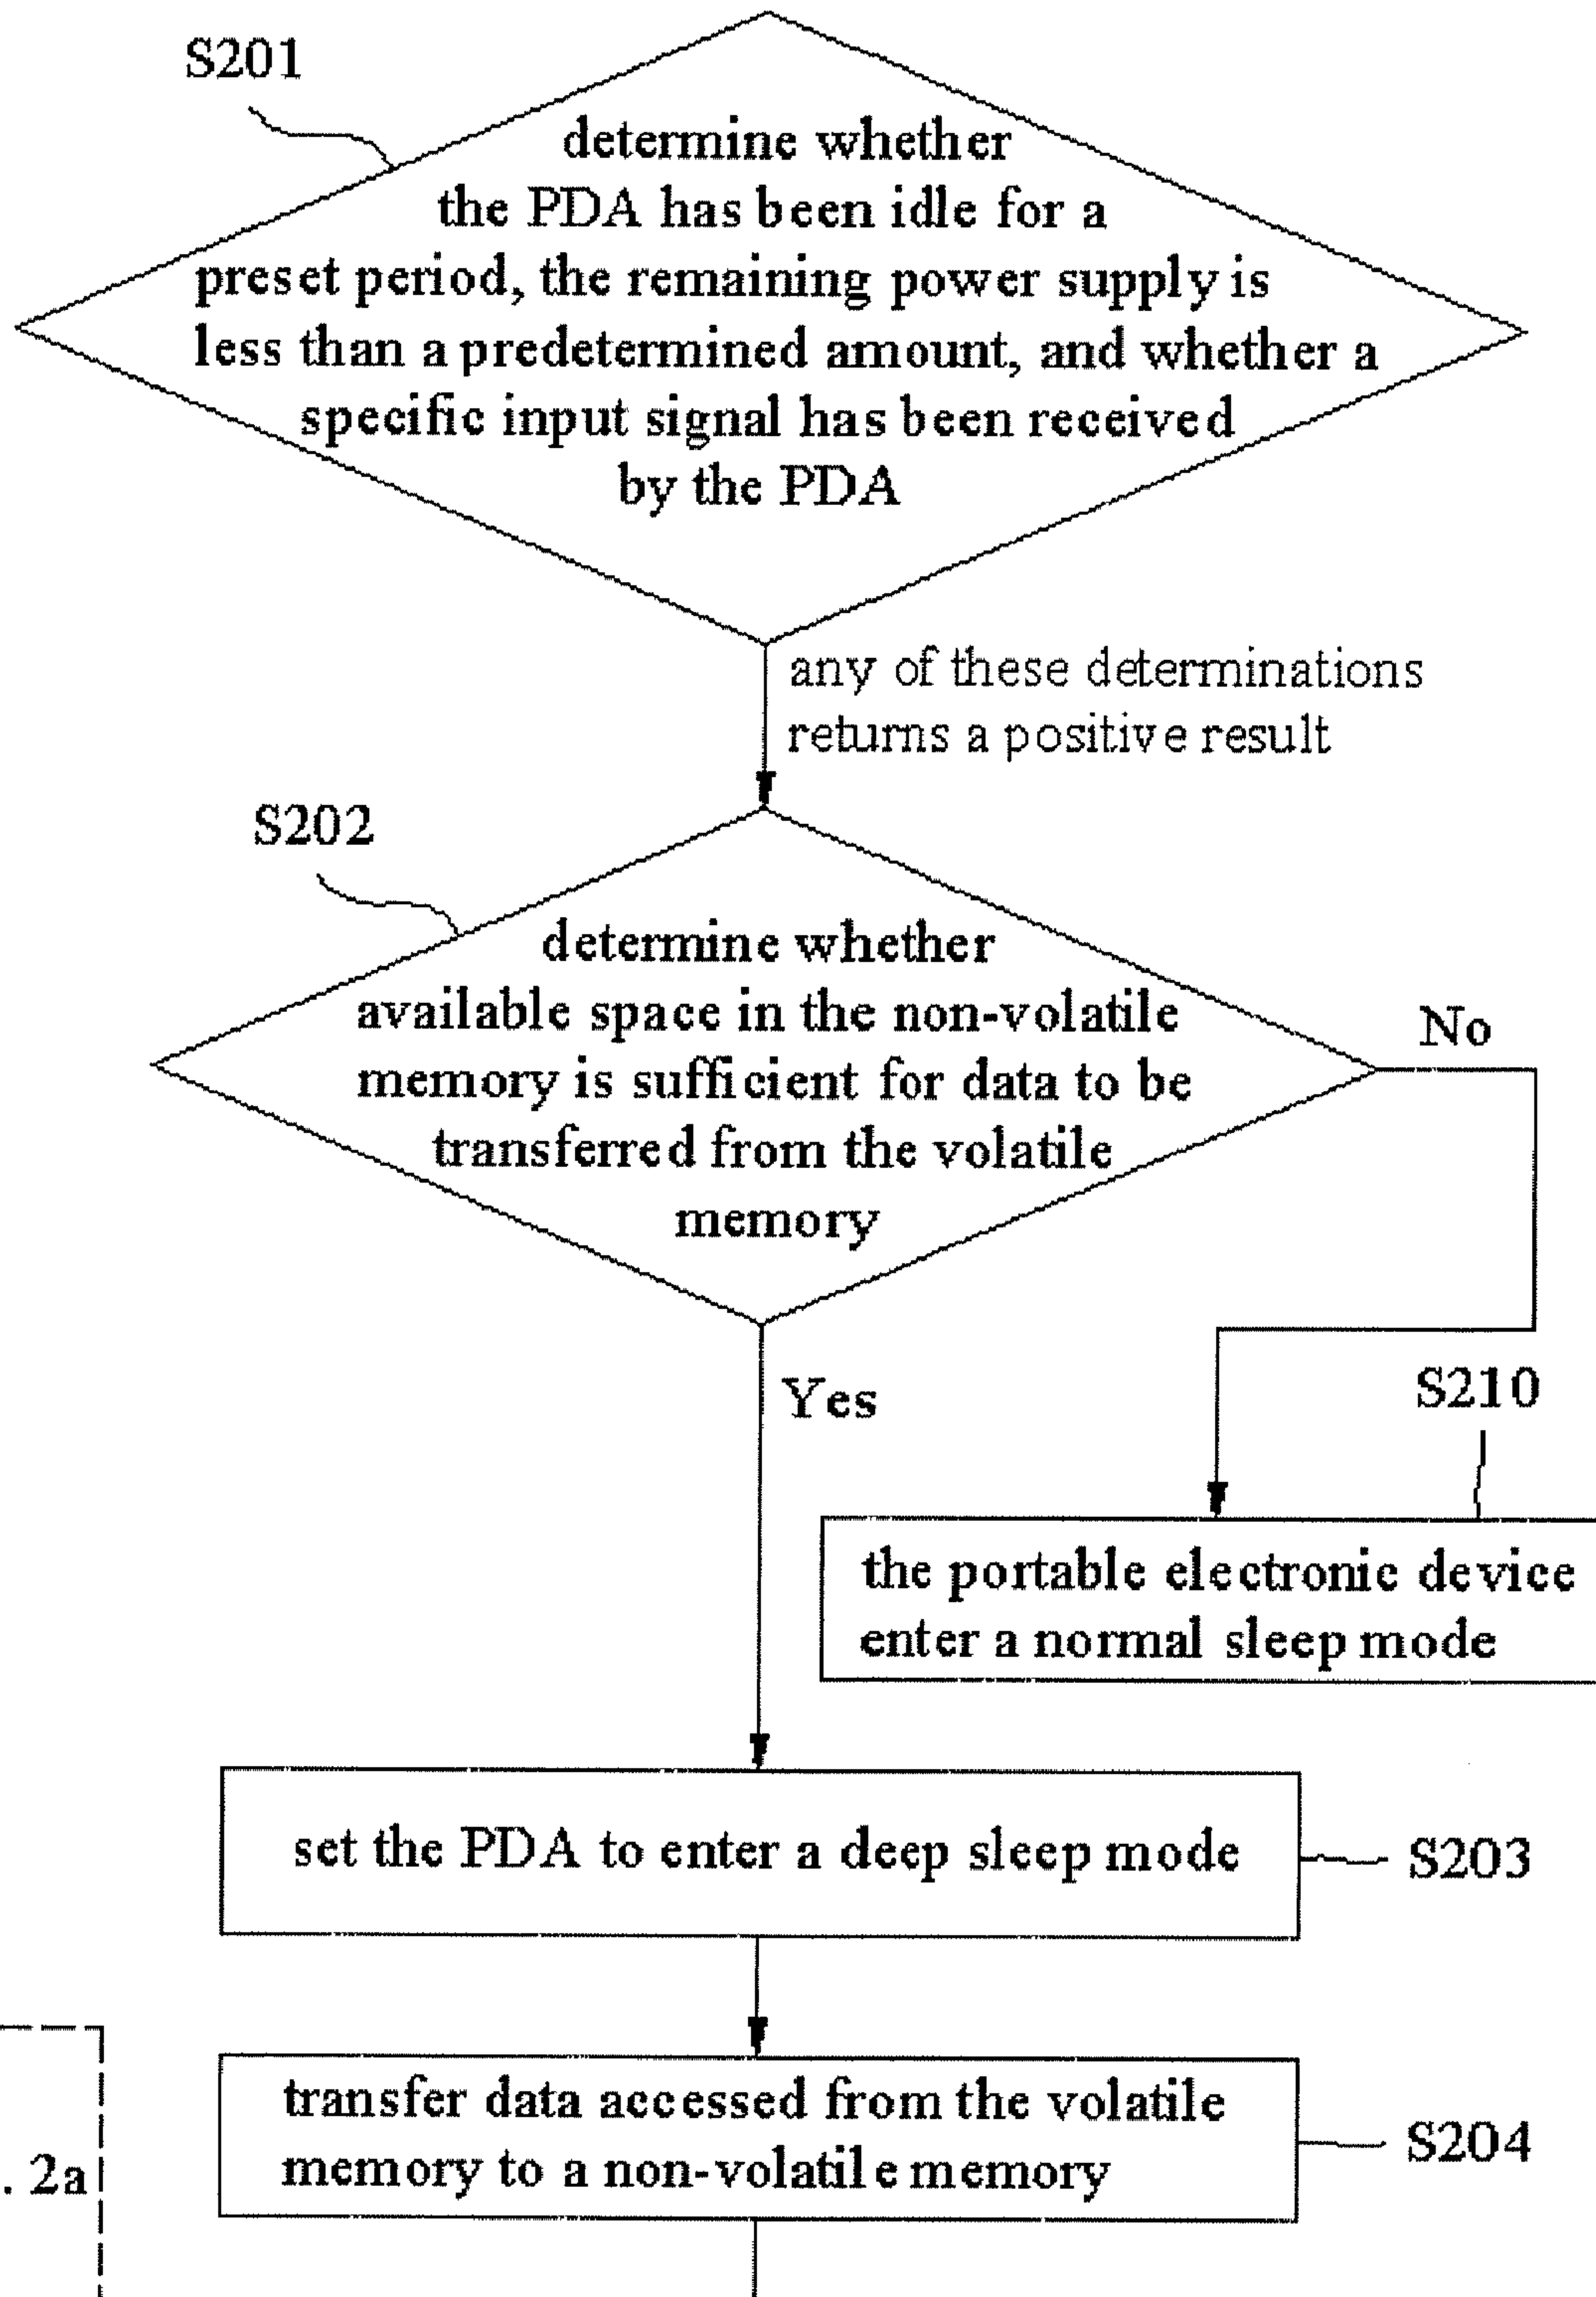 S201
determine whether
the PDA has been idle for a
preset period, the remaining power supply is
less than a predetermined amount, and whether a
specific input signal has been received
by the PDA
any of these determinations
returns a positive result
S202
determine whether
available space in the non-volatile
memory is sufficient for data to be
transferred from the volatile
memory
No
Yes
S210
the portable electronic device
enter a normal sleep mode
set the PDA to enter a deep sleep mode
S203
transfer data accessed from the volatile
memory to a non-volatile memory
S204
. 2a